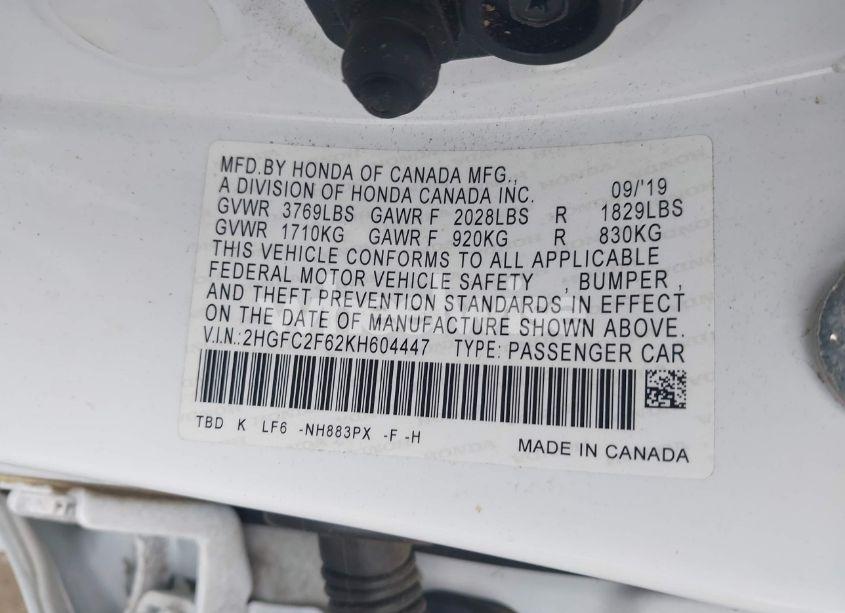 MFD.BY HONDA OF CANADA MFG.,
A DIVISION OF HONDA CANADA INC. 09/'19
GVWR 3769LBS GAWR F 2028LBS R 1829LBS
GVWR 1710KG GAWR F 920KG R 830KG
THIS VEHICLE CONFORMS TO ALL APPLICABLE
FEDERAL MOTOR VEHICLE SAFETY , BUMPER ,
AND THEFT PREVENTION STANDARDS IN EFFECT
ON THE DATE OF MANUFACTURE SHOWN ABOVE.
V.I.N.:2HGFC2F62KH604447 TYPE: PASSENGER CAR
TBD K LF6 -NH883PX -F -H
MADE IN CANADA